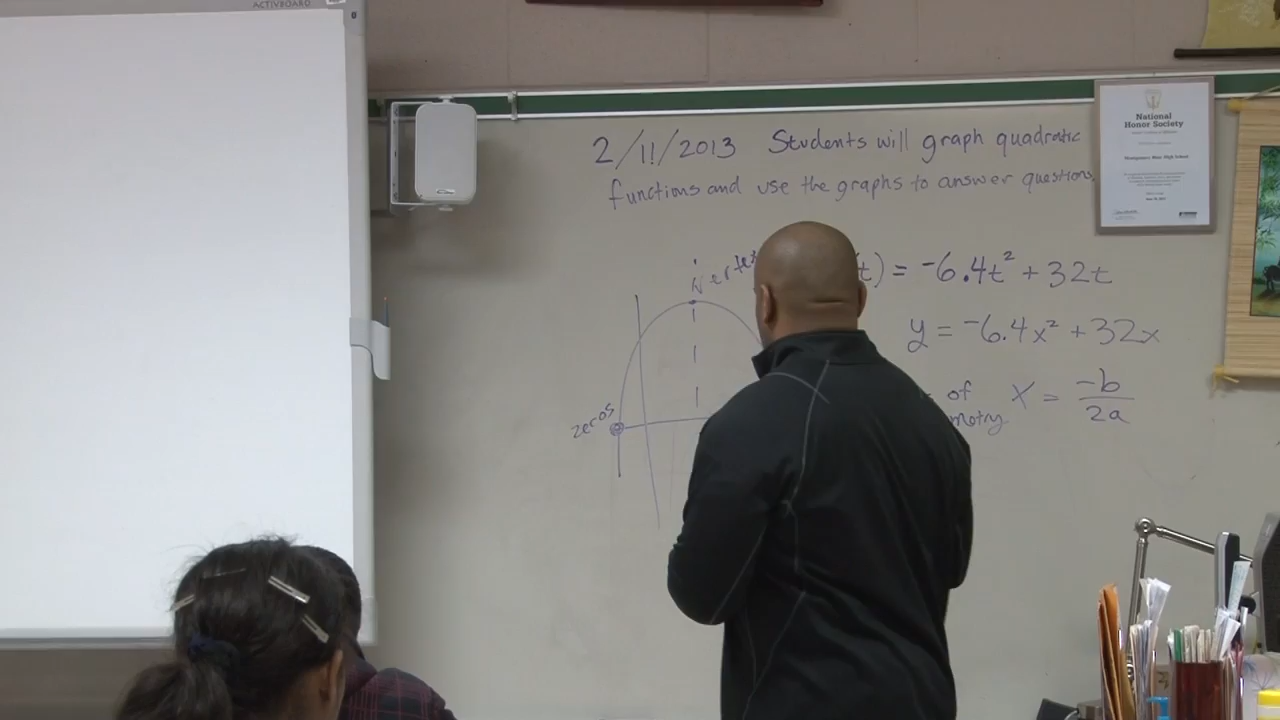 ACTIVBOARD
2/11/2013 Students will graph quadratic
functions and use the graphs to answer questions
National
Honor Society
vertex
t) = -6.4t² + 32t
y = -6.4x² + 32x
zeros
of X = -b/2a
metry